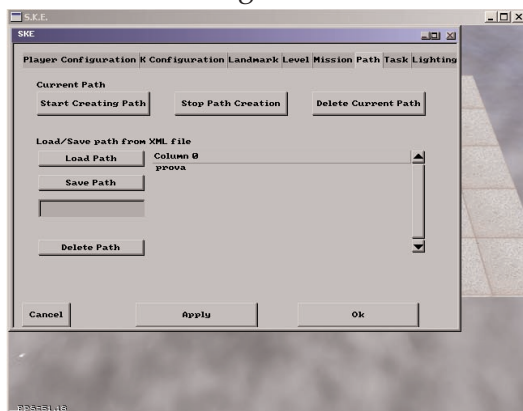 S.K.E.
SKE
Player Configuration K Configuration Landmark Level Mission Path Task Lighting
Current Path
Start Creating Path Stop Path Creation Delete Current Path
Load/Save path from XML file
Load Path Column 0
prova
Save Path
Delete Path
Cancel Apply Ok